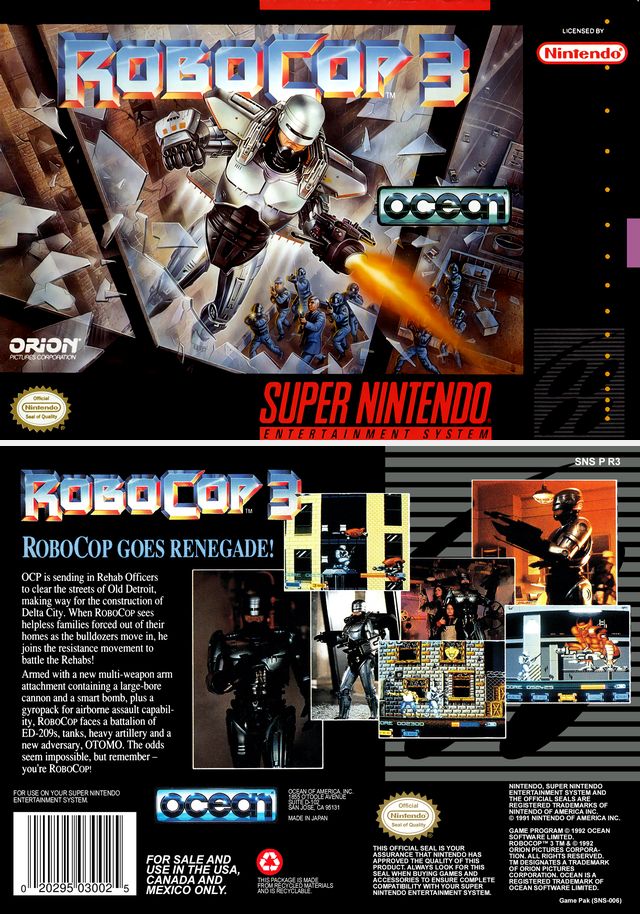 ROBOCOP 3™
LICENSED BY
Nintendo®
ocean®
ORION®
PICTURES CORPORATION
Official
Nintendo
Seal of Quality
SUPER NINTENDO®
ENTERTAINMENT SYSTEM
SNS P R3
ROBOCOP 3™
ROBOCOP GOES RENEGADE!
OCP is sending in Rehab Officers
to clear the streets of Old Detroit,
making way for the construction of
Delta City. When ROBOCOP sees
helpless families forced out of their
homes as the bulldozers move in, he
joins the resistance movement to
battle the Rehabs!
Armed with a new multi-weapon arm
attachment containing a large-bore
cannon and a smart bomb, plus a
gyropack for airborne assault capabil-
ity, ROBOCOP faces a battalion of
ED-209s, tanks, heavy artillery and a
new adversary, OTOMO. The odds
seem impossible, but remember –
you're ROBOCOP!
FOR USE ON YOUR SUPER NINTENDO
ENTERTAINMENT SYSTEM.
0 20295 03002 5
ocean®
OCEAN OF AMERICA, INC.
1855 O'TOOLE AVENUE
SUITE D-102
SAN JOSE, CA 95131
MADE IN JAPAN
FOR SALE AND
USE IN THE USA,
CANADA AND
MEXICO ONLY.
THIS PACKAGE IS MADE
FROM RECYCLED MATERIALS
AND IS RECYCLABLE.
Official
Nintendo
Seal of Quality
THIS OFFICIAL SEAL IS YOUR
ASSURANCE THAT NINTENDO HAS
APPROVED THE QUALITY OF THIS
PRODUCT. ALWAYS LOOK FOR THIS
SEAL WHEN BUYING GAMES AND
ACCESSORIES TO ENSURE COMPLETE
COMPATIBILITY WITH YOUR SUPER
NINTENDO ENTERTAINMENT SYSTEM.
NINTENDO, SUPER NINTENDO
ENTERTAINMENT SYSTEM AND
THE OFFICIAL SEALS ARE
REGISTERED TRADEMARKS OF
NINTENDO OF AMERICA INC.
© 1991 NINTENDO OF AMERICA INC.
GAME PROGRAM © 1992 OCEAN
SOFTWARE LIMITED.
ROBOCOP™ 3 TM & © 1992
ORION PICTURES CORPORA-
TION. ALL RIGHTS RESERVED.
TM DESIGNATES A TRADEMARK
OF ORION PICTURES
CORPORATION. OCEAN IS A
REGISTERED TRADEMARK OF
OCEAN SOFTWARE LIMITED.
Game Pak (SNS-006)